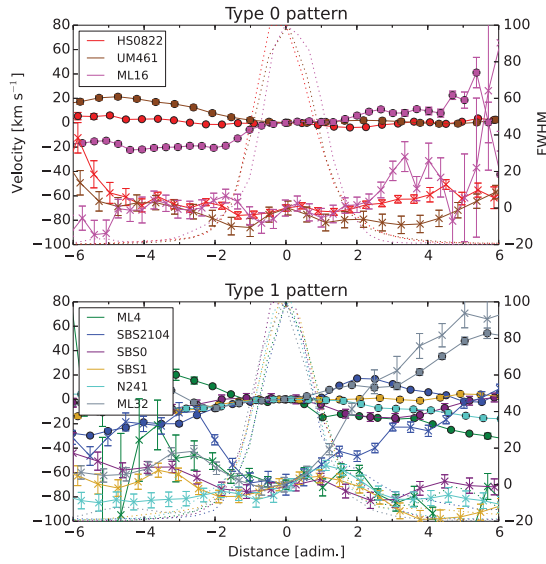 Type 0 pattern
80
60
40
20
0
−20
−40
−60
−80
−100
Velocity [km s⁻¹]
HS0822
UM461
ML16
100
80
60
40
20
0
−20
FWHM
−6 −4 −2 0 2 4 6
Type 1 pattern
80
60
40
20
0
−20
−40
−60
−80
−100
ML4
SBS2104
SBS0
SBS1
N241
100
80
60
40
20
0
−20
−6 −4 −2 0 2 4 6
Distance [adim.]